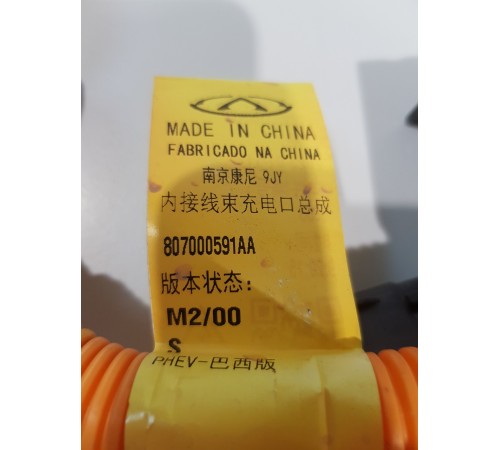 MADE IN CHINA
FABRICADO NA CHINA
南京康尼 9JY
内接线束充电口总成
807000591AA
版本状态：
M2/00
S
PHEV-巴西版